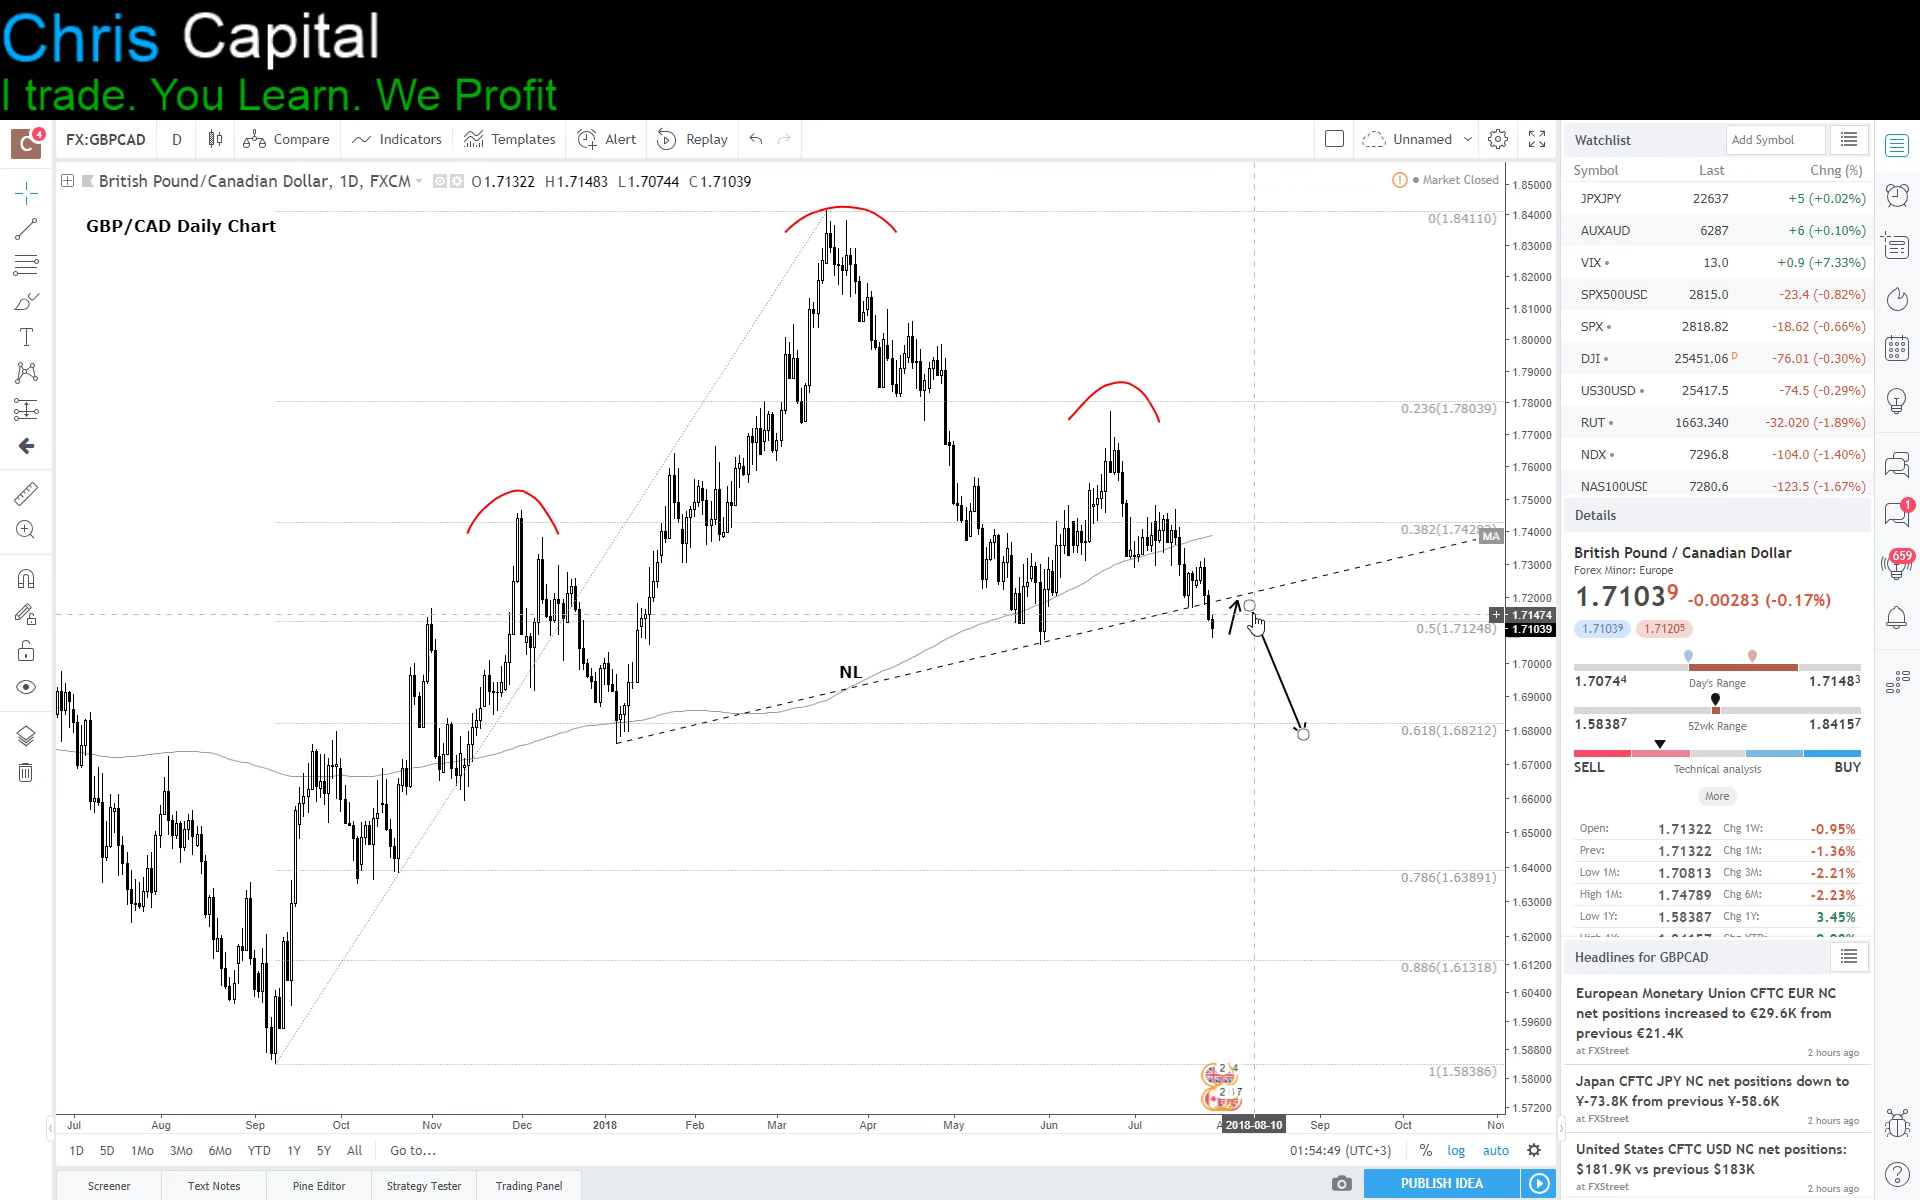 Chris Capital
I trade. You Learn. We Profit
C 4 FX:GBPCAD D Compare Indicators Templates Alert Replay Unnamed
British Pound/Canadian Dollar, 1D, FXCM O1.71322 H1.71483 L1.70744 C1.71039
Market Closed
GBP/CAD Daily Chart
0(1.84110)
0.236(1.78039)
MA
0.5(1.71248)
NL
0.618(1.68212)
0.786(1.63891)
0.886(1.61318)
1(1.58386)
1.85000
1.84000
1.83000
1.82000
1.81000
1.80000
1.79000
1.78000
1.77000
1.76000
1.75000
1.74000
1.73000
1.72000
1.71474
1.71039
1.70000
1.69000
1.68000
1.67000
1.66000
1.65000
1.64000
1.63000
1.62000
1.61200
1.60400
1.59600
1.58800
1.58000
1.57200
Jul Aug Sep Oct Nov Dec 2018 Feb Mar Apr May Jun Jul 2018-08-10 Sep Oct Nov
1D 5D 1Mo 3Mo 6Mo YTD 1Y 5Y All Go to... 01:54:49 (UTC+3) % log auto
Screener Text Notes Pine Editor Strategy Tester Trading Panel PUBLISH IDEA
Watchlist Add Symbol
Symbol Last Chng (%)
JPXJPY 22637 +5 (+0.02%)
AUXAUD 6287 +6 (+0.10%)
VIX 13.0 +0.9 (+7.33%)
SPX500USD 2815.0 -23.4 (-0.82%)
SPX 2818.82 -18.62 (-0.66%)
DJI 25451.06 D -76.01 (-0.30%)
US30USD 25417.5 -74.5 (-0.29%)
RUT 1663.340 -32.020 (-1.89%)
NDX 7296.8 -104.0 (-1.40%)
NAS100USD 7280.6 -123.5 (-1.67%)
Details
British Pound / Canadian Dollar
Forex Minor: Europe
1.71039 -0.00283 (-0.17%)
1.71039 1.71205
1.70744 Day's Range 1.71483
1.58387 52wk Range 1.84157
SELL Technical analysis BUY
More
Open: 1.71322 Chg 1W: -0.95%
Prev: 1.71322 Chg 1M: -1.36%
Low 1M: 1.70813 Chg 3M: -2.21%
High 1M: 1.74789 Chg 6M: -2.23%
Low 1Y: 1.58387 Chg 1Y: 3.45%
Headlines for GBPCAD
European Monetary Union CFTC EUR NC
net positions increased to €29.6K from
previous €21.4K
at FXStreet 2 hours ago
Japan CFTC JPY NC net positions down to
¥-73.8K from previous ¥-58.6K
at FXStreet 2 hours ago
United States CFTC USD NC net positions:
$181.9K vs previous $183K
at FXStreet 2 hours ago
1
659